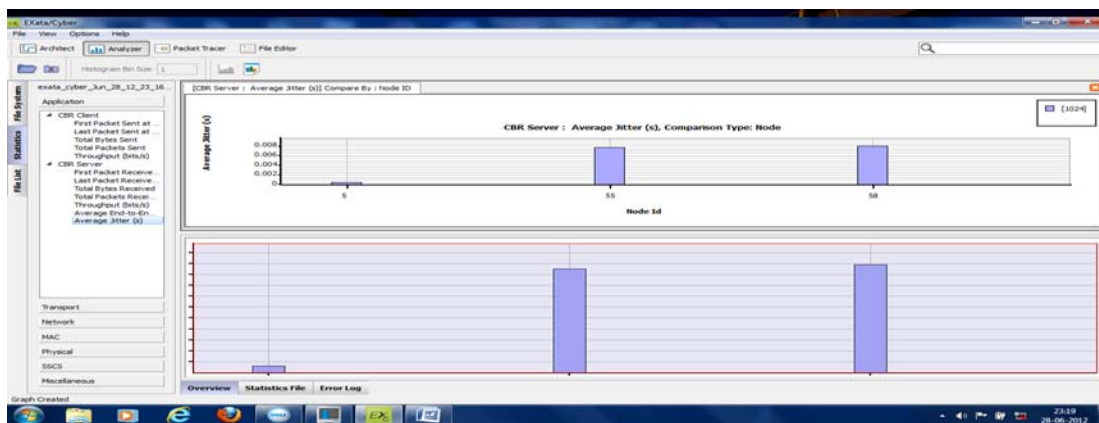 EXata/Cyber
File View Options Help
Architect Analyzer Packet Tracer File Editor
Histogram Bin Size 1
File System
Statistics
File List
exata_cyber_Jun_28_12_23_16...
Application
CBR Client
First Packet Sent at ...
Last Packet Sent at ...
Total Bytes Sent
Total Packets Sent
Throughput (bits/s)
CBR Server
First Packet Receive...
Last Packet Receive...
Total Bytes Received
Total Packets Recei...
Throughput (bits/s)
Average End-to-En...
Average Jitter (s)
Transport
Network
MAC
Physical
SSCS
Miscellaneous
[CBR Server : Average Jitter (s)] Compare By : Node ID
[1024]
CBR Server : Average Jitter (s), Comparison Type: Node
Average Jitter (s)
0.008
0.006
0.004
0.002
0
5 55 58
Node Id
Overview Statistics File Error Log
Graph Created
DELL
EX
23:19
28-06-2012